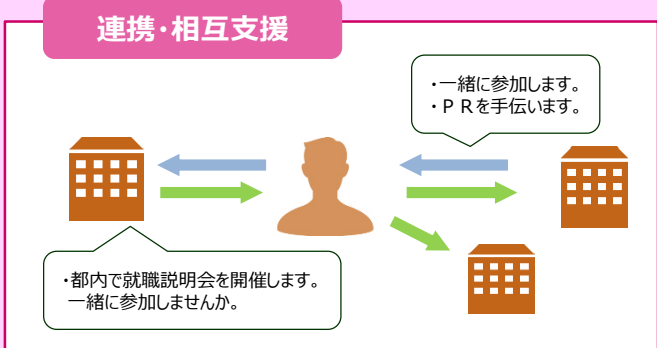 連携・相互支援
・一緒に参加します。
・ＰＲを手伝います。
・都内で就職説明会を開催します。
一緒に参加しませんか。